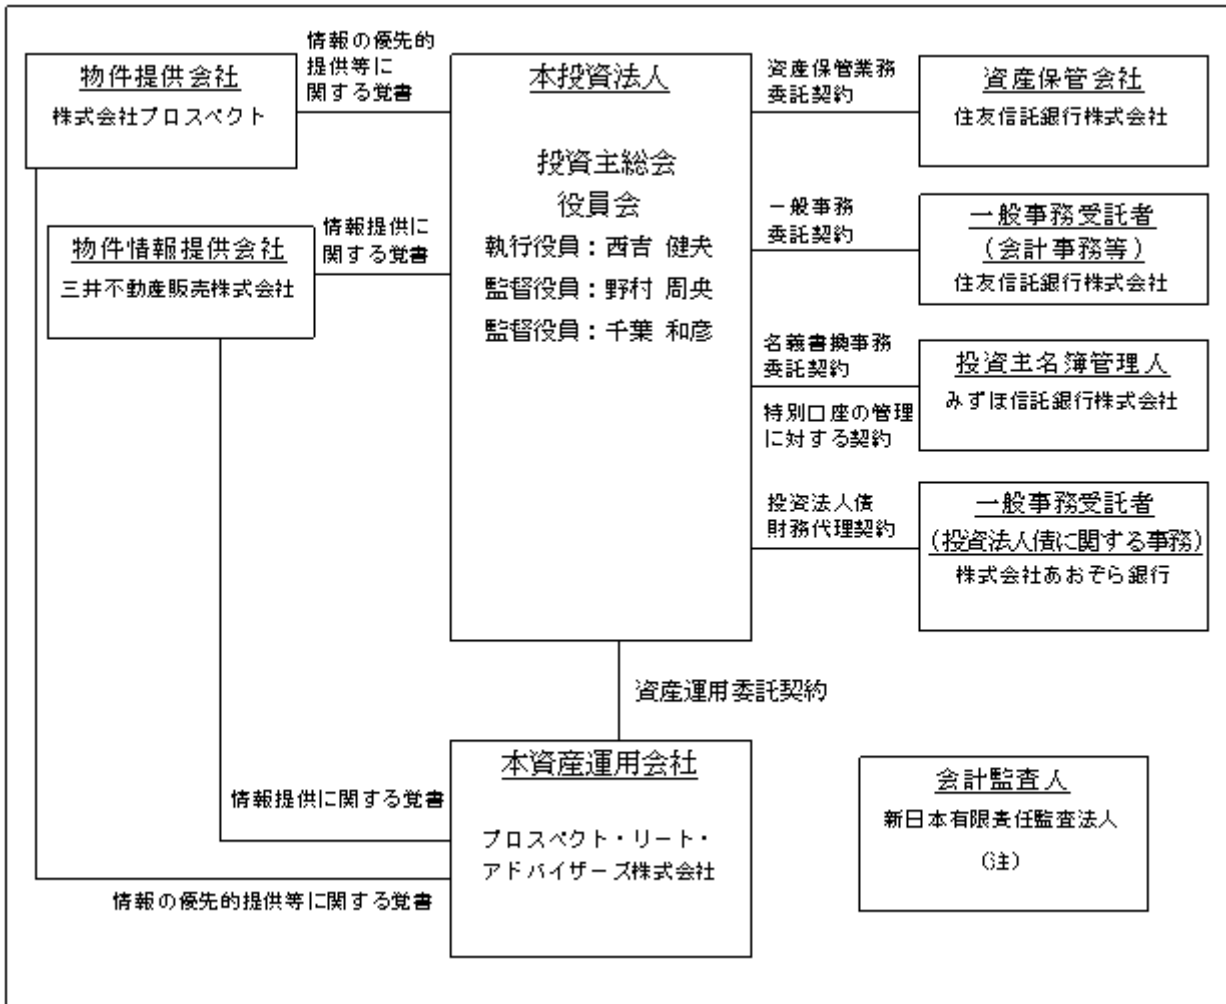 物件提供会社
株式会社プロスペクト
情報の優先的
提供等に
関する覚書
物件情報提供会社
三井不動産販売株式会社
情報提供に
関する覚書
本投資法人
投資主総会
役員会
執行役員：西吉 健夫
監督役員：野村 周央
監督役員：千葉 和彦
資産保管業務
委託契約
資産保管会社
住友信託銀行株式会社
一般事務
委託契約
一般事務受託者
(会計事務等)
住友信託銀行株式会社
名義書換事務
委託契約
特別口座の管理
に対する契約
投資主名簿管理人
みずほ信託銀行株式会社
投資法人債
財務代理契約
一般事務受託者
(投資法人債に関する事務)
株式会社あおぞら銀行
資産運用委託契約
本資産運用会社
プロスペクト・リート・
アドバイザーズ株式会社
情報提供に関する覚書
情報の優先的提供等に関する覚書
会計監査人
新日本有限責任監査法人
(注)